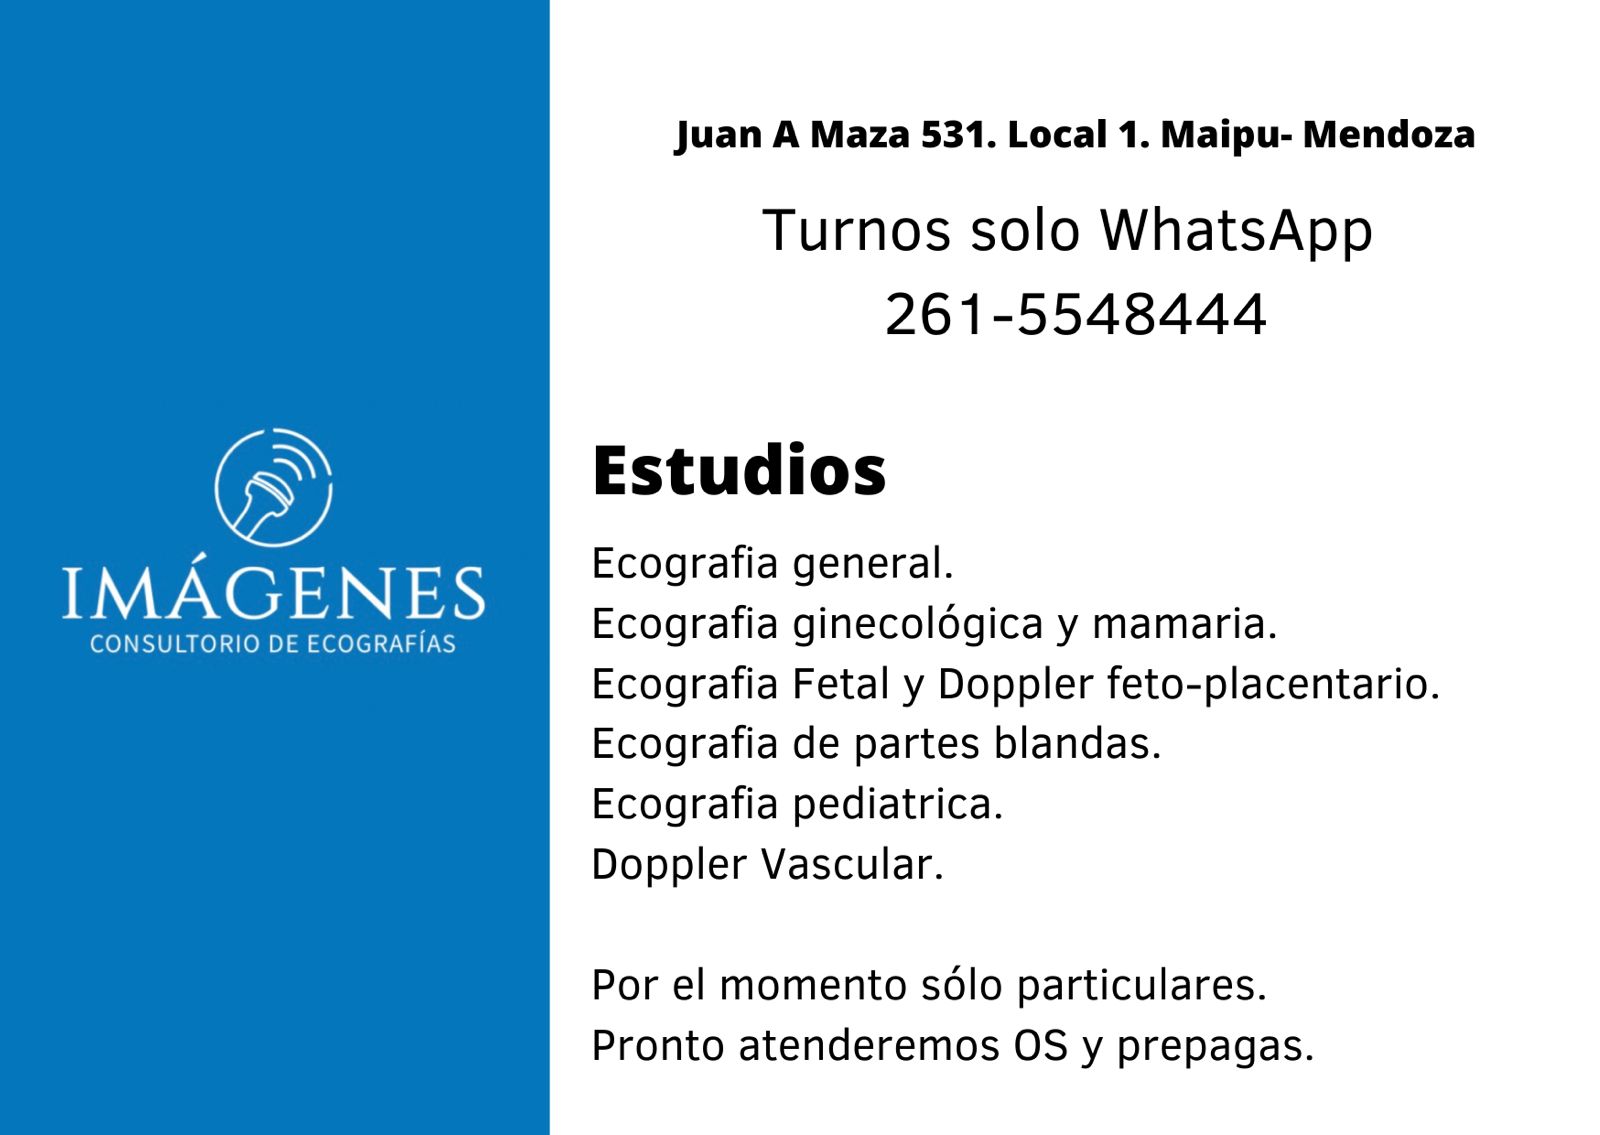 IMÁGENES
CONSULTORIO DE ECOGRAFÍAS
Juan A Maza 531. Local 1. Maipu- Mendoza
Turnos solo WhatsApp
261-5548444
Estudios
Ecografia general.
Ecografia ginecológica y mamaria.
Ecografia Fetal y Doppler feto-placentario.
Ecografia de partes blandas.
Ecografia pediatrica.
Doppler Vascular.
Por el momento sólo particulares.
Pronto atenderemos OS y prepagas.